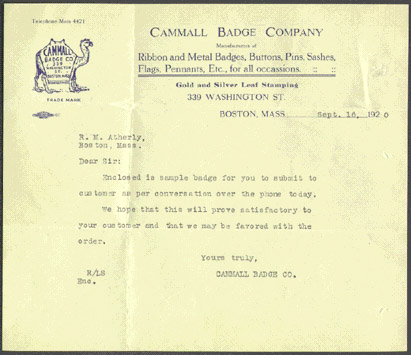 Telephone Main 4421
CAMMALL BADGE COMPANY
Manufacturers of
Ribbon and Metal Badges, Buttons, Pins, Sashes,
Flags, Pennants, Etc., for all occassions.
Gold and Silver Leaf Stamping
339 WASHINGTON ST.
BOSTON, MASS. Sept. 16, 1920
CAMMALL
BADGE CO.
339
WASHINGTON
ST.
BOSTON, MASS.
TRADE MARK
R. M. Atherly,
Boston, Mass.
Dear Sir:
Enclosed is sample badge for you to submit to
customer as per conversation over the phone today.
We hope that this will prove satisfactory to
your customer and that we may be favored with the
order.
Yours truly,
CAMMALL BADGE CO.
R/LS
Enc.